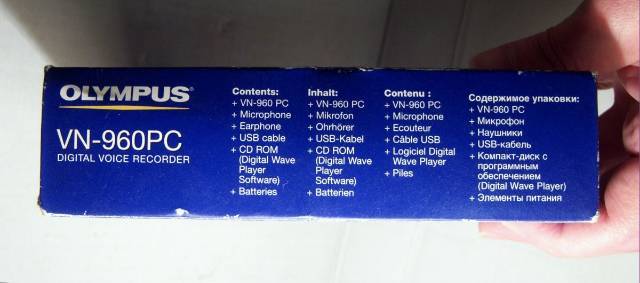 OLYMPUS
VN-960PC
DIGITAL VOICE RECORDER
Contents:
+ VN-960 PC
+ Microphone
+ Earphone
+ USB cable
+ CD ROM
(Digital Wave
Player
Software)
+ Batteries
Inhalt:
+ VN-960 PC
+ Mikrofon
+ Ohrhörer
+ USB-Kabel
+ CD ROM
(Digital Wave
Player
Software)
+ Batterien
Contenu :
+ VN-960 PC
+ Microphone
+ Ecouteur
+ Câble USB
+ Logiciel Digital
Wave Player
+ Piles
Содержимое упаковки:
+ VN-960 PC
+ Микрофон
+ Наушники
+ USB-кабель
+ Компакт-диск с
программным
обеспечением
(Digital Wave Player)
+ Элементы питания